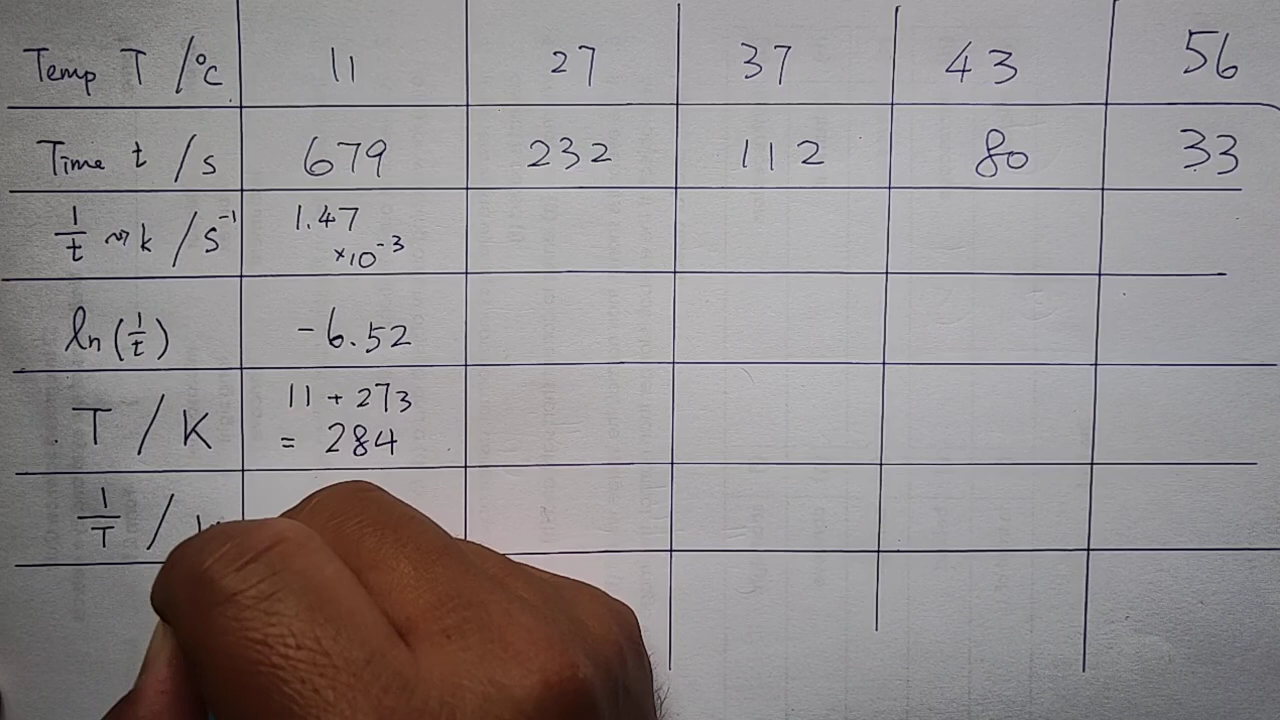 Temp T /°C 11 27 37 43 56
Time t /s 679 232 112 80 33
1/t ~> k /s⁻¹ 1.47 ×10⁻³
ln(1/t) -6.52
T / K 11 + 273 = 284
1/T /